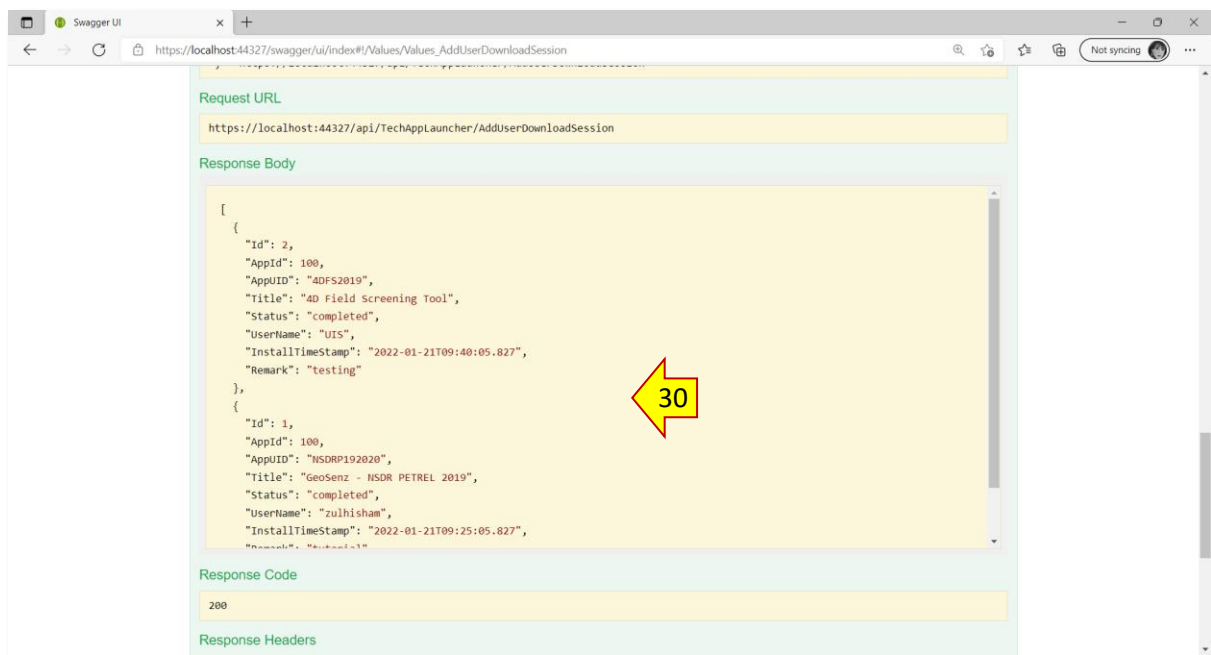 Swagger UI
https://localhost:44327/swagger/ui/index#!/Values/Values_AddUserDownloadSession
Not syncing
Request URL
https://localhost:44327/api/TechAppLauncher/AddUserDownloadSession
Response Body
[
{
"Id": 2,
"AppId": 100,
"AppUID": "4DFS2019",
"Title": "4D Field Screening Tool",
"Status": "completed",
"UserName": "UIS",
"InstallTimeStamp": "2022-01-21T09:40:05.827",
"Remark": "testing"
},
{
30
"Id": 1,
"AppId": 100,
"AppUID": "NSDRP192020",
"Title": "GeoSenz - NSDR PETREL 2019",
"Status": "completed",
"UserName": "zulhisham",
"InstallTimeStamp": "2022-01-21T09:25:05.827",
"Remark": "tutorial"
Response Code
200
Response Headers